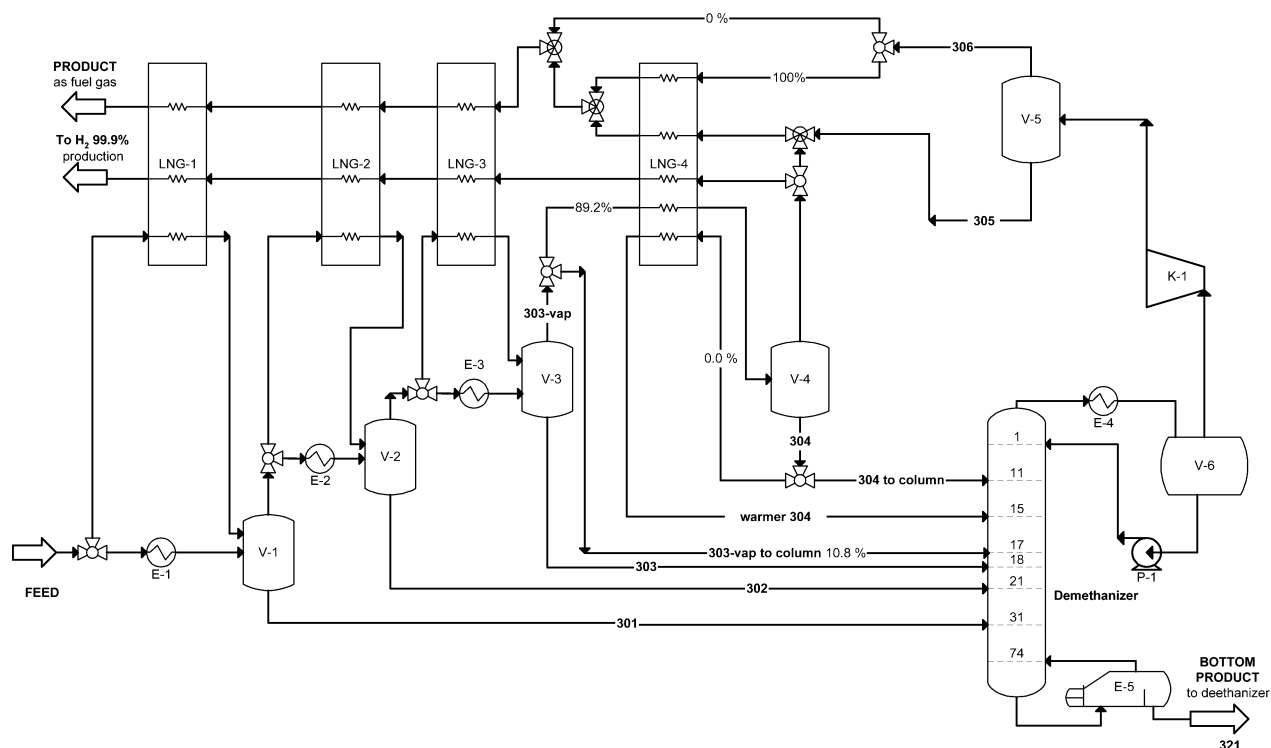 0 %
306
PRODUCT
as fuel gas
100%
V-5
To H2 99.9%
production
LNG-1
LNG-2
LNG-3
LNG-4
89.2%
305
K-1
303-vap
0.0 %
E-3
V-3
V-4
E-4
304
1
V-2
V-6
E-2
11
304 to column
15
warmer 304
V-1
17
303-vap to column 10.8 %
18
303
E-1
P-1
21
302
FEED
Demethanizer
31
301
74
BOTTOM
PRODUCT
to deethanizer
E-5
321